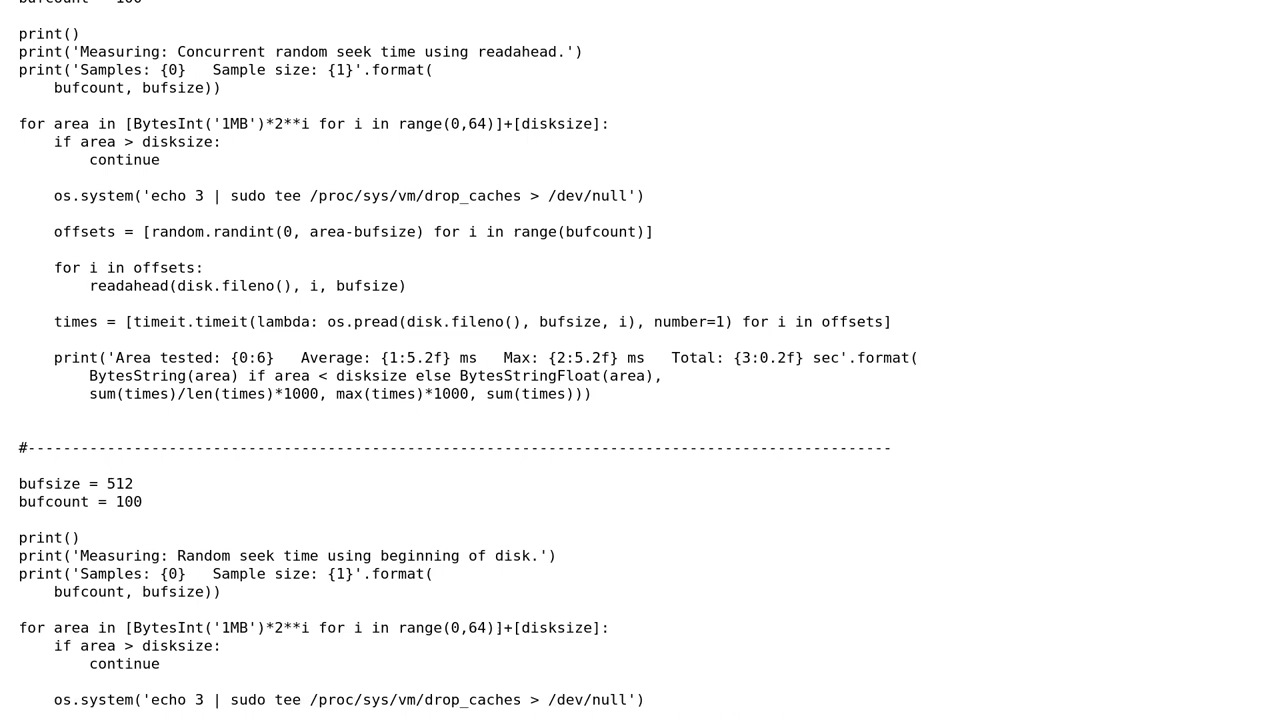 bufcount = 100
print()
print('Measuring: Concurrent random seek time using readahead.')
print('Samples: {0}   Sample size: {1}'.format(
    bufcount, bufsize))
for area in [BytesInt('1MB')*2**i for i in range(0,64)]+[disksize]:
    if area > disksize:
        continue
    os.system('echo 3 | sudo tee /proc/sys/vm/drop_caches > /dev/null')
    offsets = [random.randint(0, area-bufsize) for i in range(bufcount)]
    for i in offsets:
        readahead(disk.fileno(), i, bufsize)
    times = [timeit.timeit(lambda: os.pread(disk.fileno(), bufsize, i), number=1) for i in offsets]
    print('Area tested: {0:6}   Average: {1:5.2f} ms   Max: {2:5.2f} ms   Total: {3:0.2f} sec'.format(
        BytesString(area) if area < disksize else BytesStringFloat(area),
        sum(times)/len(times)*1000, max(times)*1000, sum(times)))
#--------------------------------------------------------------------------------------------------
bufsize = 512
bufcount = 100
print()
print('Measuring: Random seek time using beginning of disk.')
print('Samples: {0}   Sample size: {1}'.format(
    bufcount, bufsize))
for area in [BytesInt('1MB')*2**i for i in range(0,64)]+[disksize]:
    if area > disksize:
        continue
    os.system('echo 3 | sudo tee /proc/sys/vm/drop_caches > /dev/null')